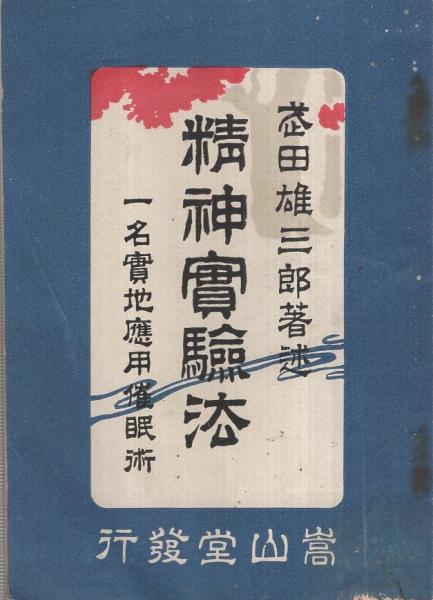 武田雄三郎著述
精神實驗法
一名實地應用催眠術
嵩山堂發行